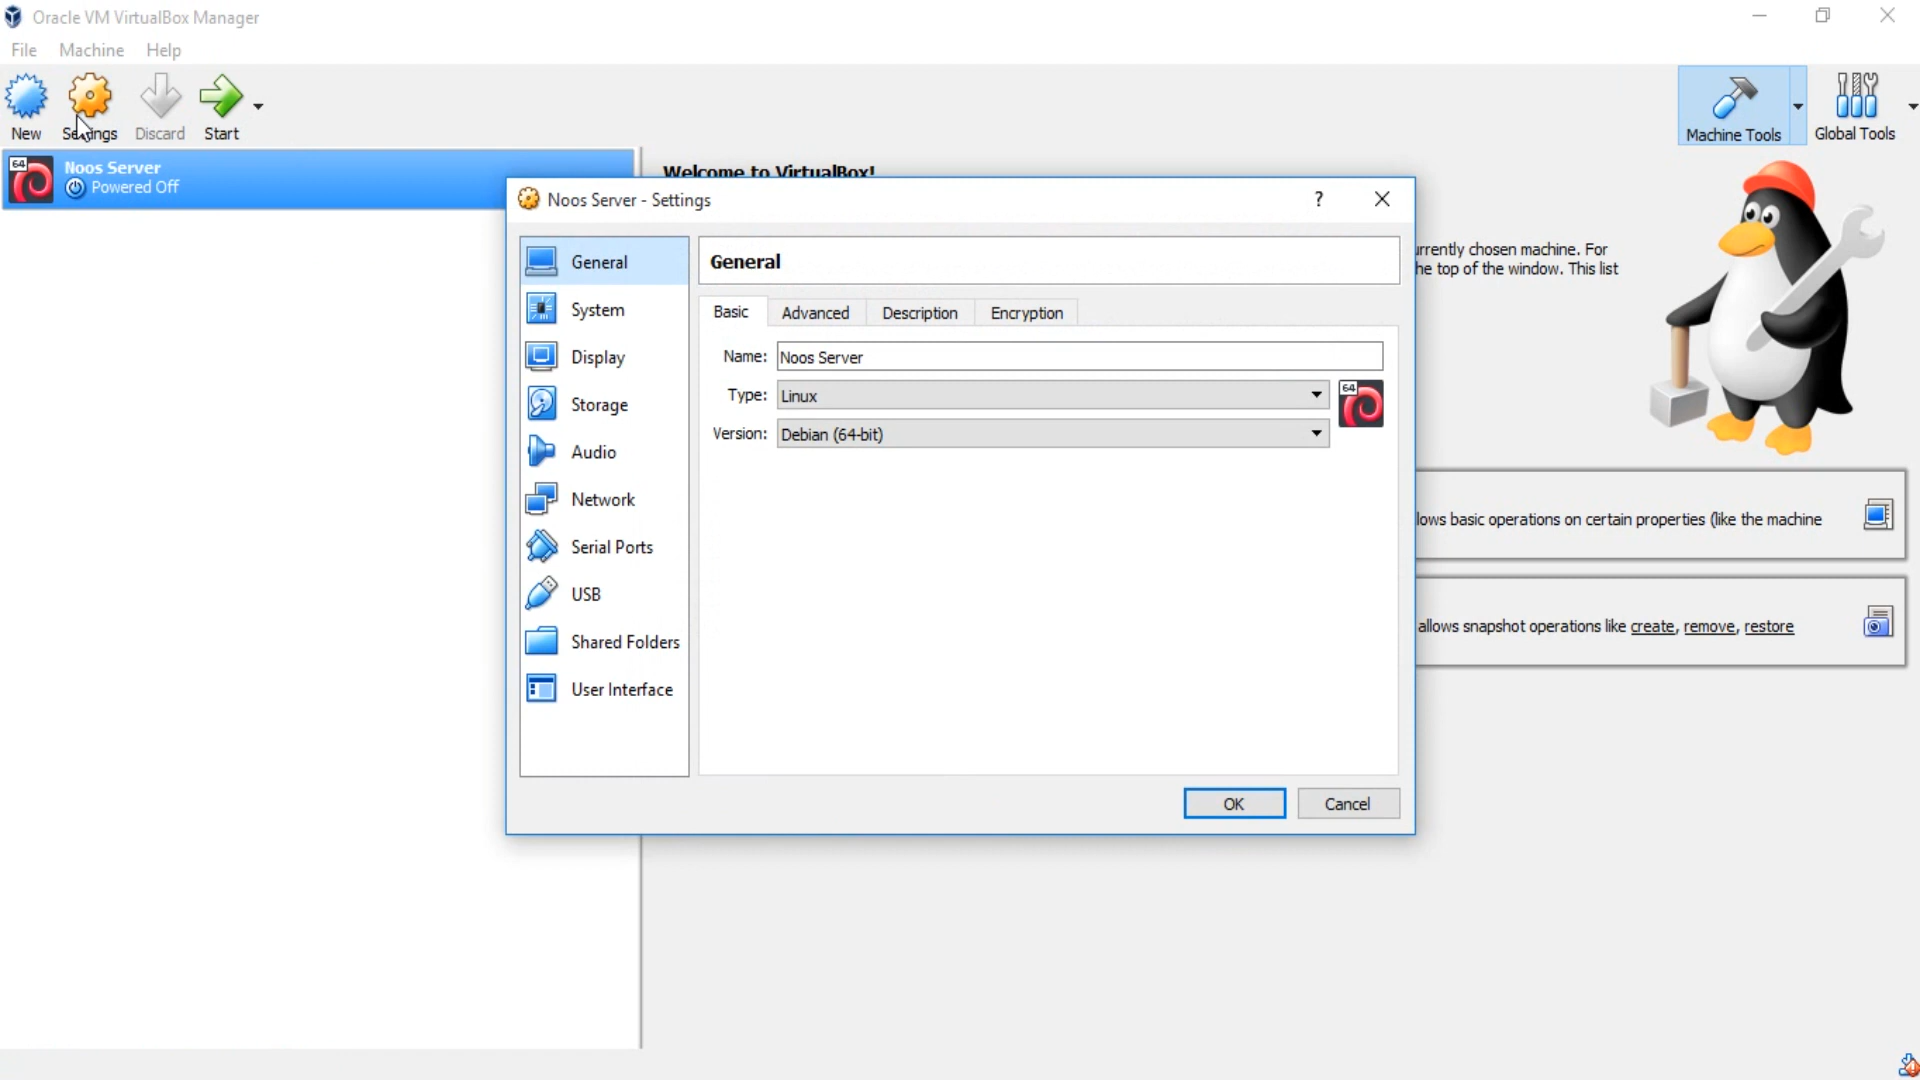 Oracle VM VirtualBox Manager
File Machine Help
New Settings Discard Start
Machine Tools Global Tools
64 Noos Server
Powered Off
Welcome to VirtualBox!
Noos Server - Settings ?
General
System
Display
Storage
Audio
Network
Serial Ports
USB
Shared Folders
User Interface
General
Basic Advanced Description Encryption
Name: Noos Server
Type: Linux
64
Version: Debian (64-bit)
OK Cancel
currently chosen machine. For
the top of the window. This list
lows basic operations on certain properties (like the machine
allows snapshot operations like create, remove, restore